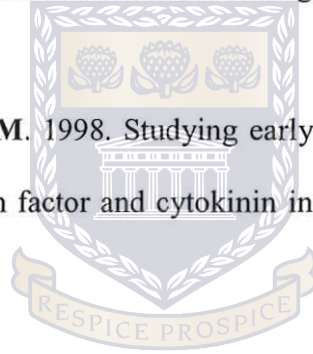 M. 1998. Studying early
n factor and cytokinin in
RESPICE PROSPICE